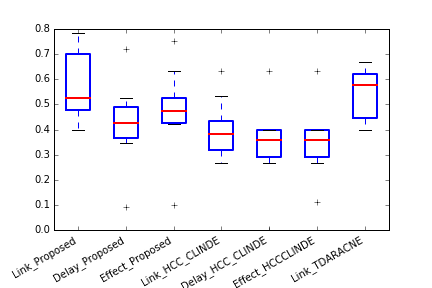 0.8
0.7
0.6
0.5
0.4
0.3
0.2
0.1
0.0
Link_Proposed
Delay_Proposed
Effect_Proposed
Link_HCC_CLINDE
Delay_HCC_CLINDE
Effect_HCCCLINDE
Link_TDARACNE